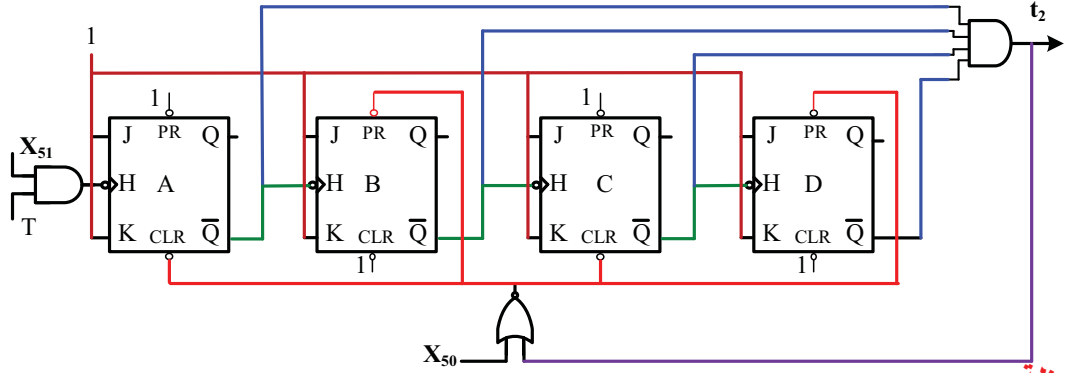 t₂
1
1
1
J PR Q
J PR Q
J PR Q
J PR Q
X₅₁
H A
H B
H C
H D
T
K CLR Q̅
K CLR Q̅
K CLR Q̅
K CLR Q̅
1
1
X₅₀